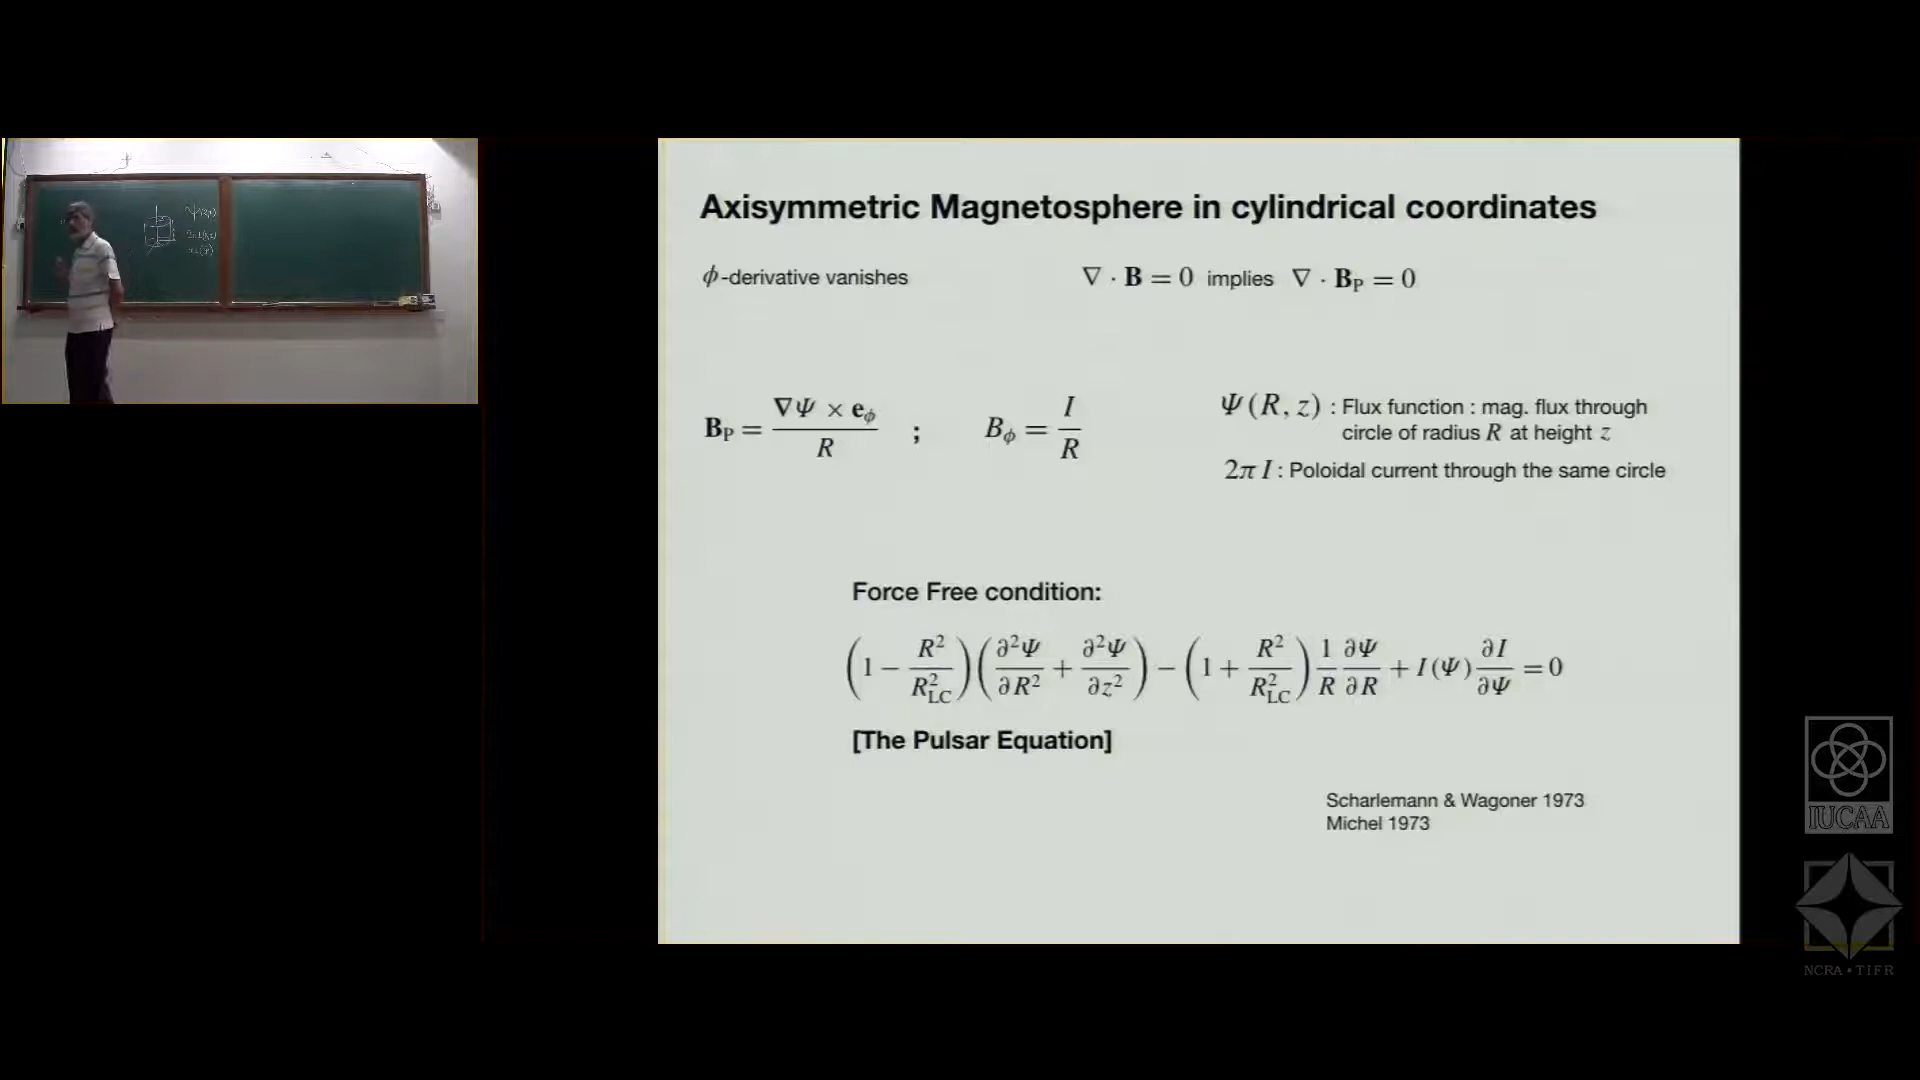 Axisymmetric Magnetosphere in cylindrical coordinates
ϕ-derivative vanishes
∇ · B = 0 implies ∇ · B_P = 0
B_P = (∇Ψ × e_ϕ) / R ; B_ϕ = I / R
Ψ(R, z) : Flux function : mag. flux through
circle of radius R at height z
2π I : Poloidal current through the same circle
Force Free condition:
(1 − R²/R²_LC)(∂²Ψ/∂R² + ∂²Ψ/∂z²) − (1 + R²/R²_LC) (1/R) ∂Ψ/∂R + I(Ψ) ∂I/∂Ψ = 0
[The Pulsar Equation]
Scharlemann & Wagoner 1973
Michel 1973
IUCAA
NCRA • TIFR